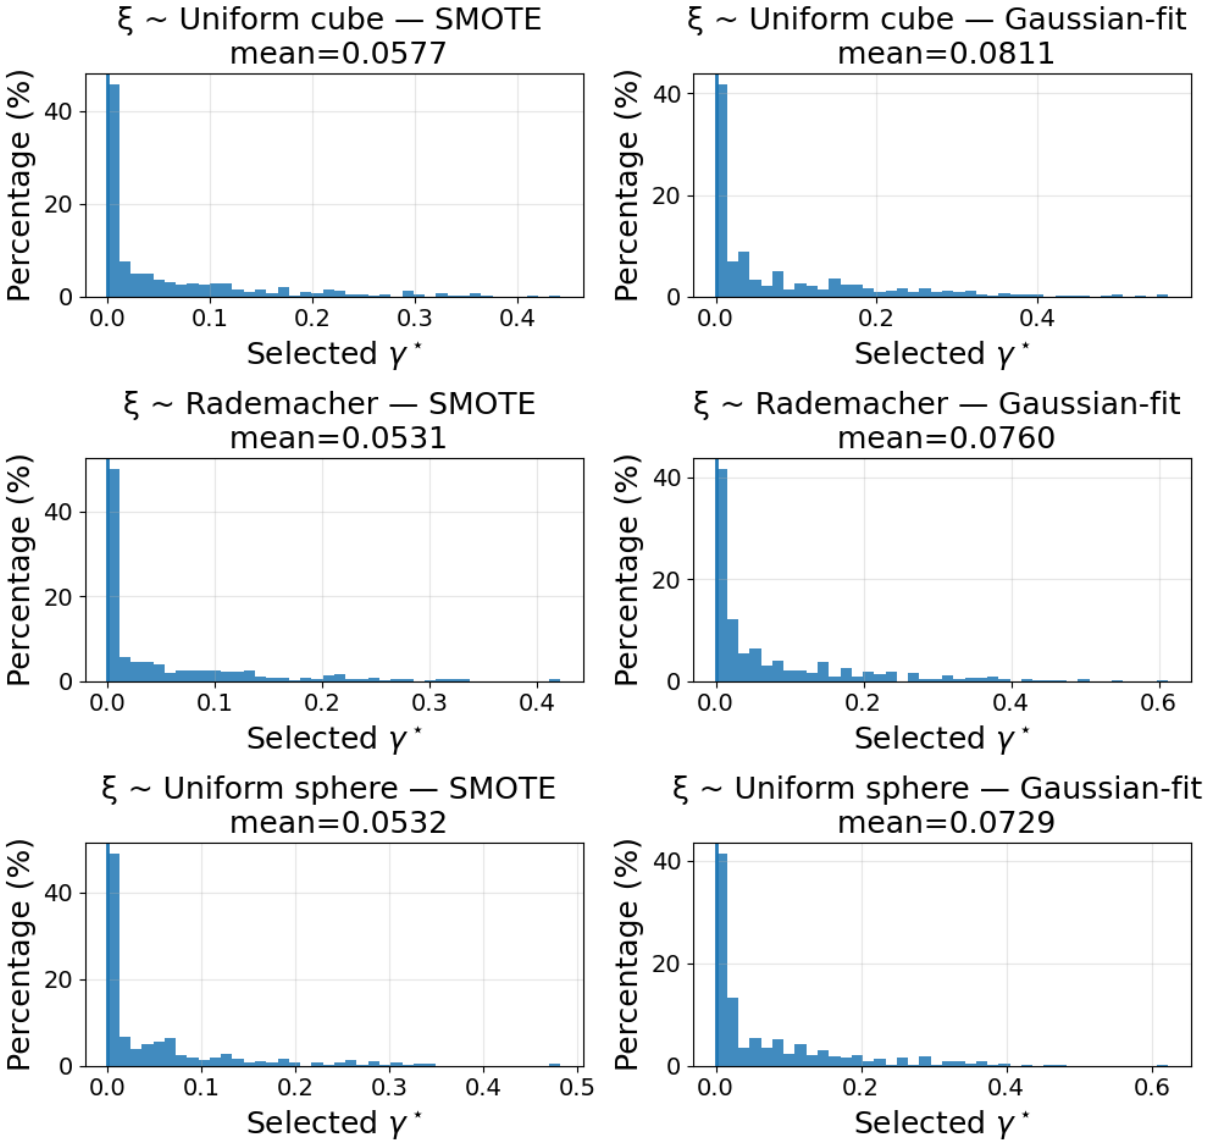 ξ ~ Uniform cube — SMOTE
mean=0.0577
Percentage (%)
40
20
0
0.0 0.1 0.2 0.3 0.4
Selected γ*
ξ ~ Uniform cube — Gaussian-fit
mean=0.0811
Percentage (%)
40
20
0
0.0 0.2 0.4
Selected γ*
ξ ~ Rademacher — SMOTE
mean=0.0531
Percentage (%)
40
20
0
0.0 0.1 0.2 0.3 0.4
Selected γ*
ξ ~ Rademacher — Gaussian-fit
mean=0.0760
Percentage (%)
40
20
0
0.0 0.2 0.4 0.6
Selected γ*
ξ ~ Uniform sphere — SMOTE
mean=0.0532
Percentage (%)
40
20
0
0.0 0.1 0.2 0.3 0.4 0.5
Selected γ*
ξ ~ Uniform sphere — Gaussian-fit
mean=0.0729
Percentage (%)
40
20
0
0.0 0.2 0.4 0.6
Selected γ*